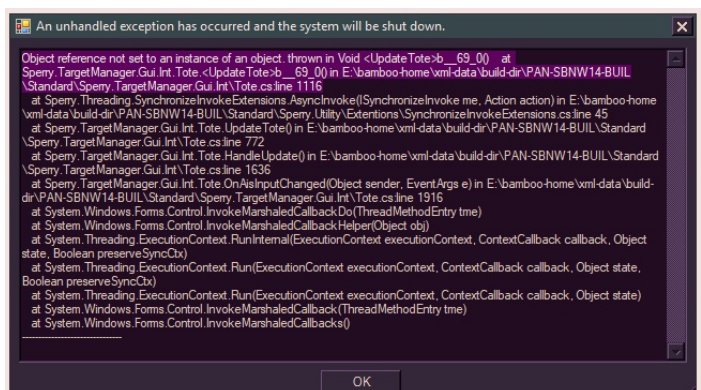 An unhandled exception has occurred and the system will be shut down.
Object reference not set to an instance of an object. thrown in Void <UpdateTote>b__69_0()    at
Sperry.TargetManager.Gui.Int.Tote.<UpdateTote>b__69_0() in E:\bamboo-home\xml-data\build-dir\PAN-SBNW14-BUIL
\Standard\Sperry.TargetManager.Gui.Int\Tote.cs:line 1116
at Sperry.Threading.SynchronizeInvokeExtensions.AsyncInvoke(ISynchronizeInvoke me, Action action) in E:\bamboo-home
\xml-data\build-dir\PAN-SBNW14-BUIL\Standard\Sperry.Utility\Extentions\SynchronizeInvokeExtensions.cs:line 45
at Sperry.TargetManager.Gui.Int.Tote.UpdateTote() in E:\bamboo-home\xml-data\build-dir\PAN-SBNW14-BUIL\Standard
\Sperry.TargetManager.Gui.Int\Tote.cs:line 772
at Sperry.TargetManager.Gui.Int.Tote.HandleUpdate() in E:\bamboo-home\xml-data\build-dir\PAN-SBNW14-BUIL\Standard
\Sperry.TargetManager.Gui.Int\Tote.cs:line 1636
at Sperry.TargetManager.Gui.Int.Tote.OnAisInputChanged(Object sender, EventArgs e) in E:\bamboo-home\xml-data\build-
dir\PAN-SBNW14-BUIL\Standard\Sperry.TargetManager.Gui.Int\Tote.cs:line 1916
at System.Windows.Forms.Control.InvokeMarshaledCallbackDo(ThreadMethodEntry tme)
at System.Windows.Forms.Control.InvokeMarshaledCallbackHelper(Object obj)
at System.Threading.ExecutionContext.RunInternal(ExecutionContext executionContext, ContextCallback callback, Object
state, Boolean preserveSyncCtx)
at System.Threading.ExecutionContext.Run(ExecutionContext executionContext, ContextCallback callback, Object state,
Boolean preserveSyncCtx)
at System.Threading.ExecutionContext.Run(ExecutionContext executionContext, ContextCallback callback, Object state)
at System.Windows.Forms.Control.InvokeMarshaledCallback(ThreadMethodEntry tme)
at System.Windows.Forms.Control.InvokeMarshaledCallbacks()
------------------------------
OK